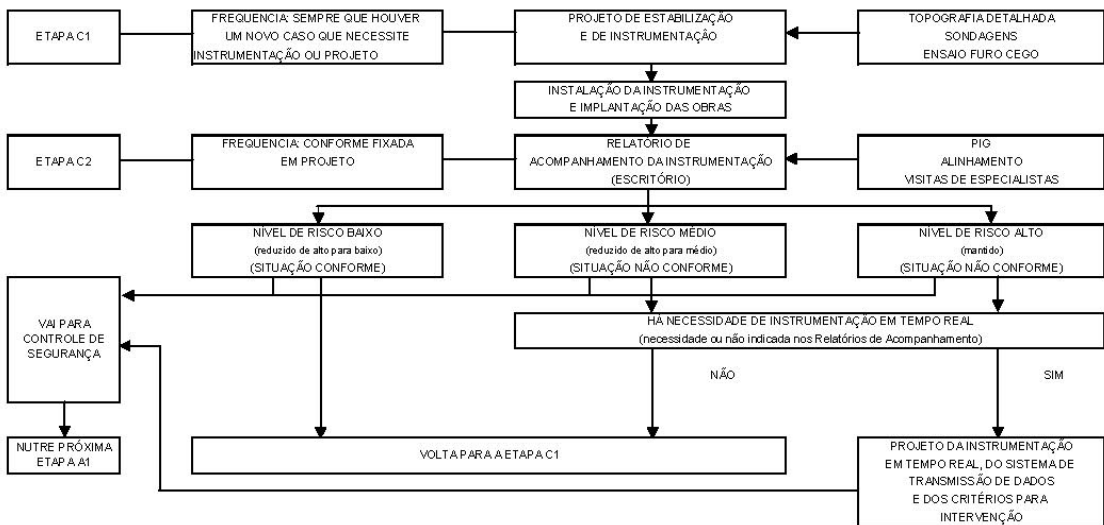 ETAPA C1
FREQUENCIA: SEMPRE QUE HOUVER
UM NOVO CASO QUE NECESSITE
INSTRUMENTAÇÃO OU PROJETO
PROJETO DE ESTABILIZAÇÃO
E DE INSTRUMENTAÇÃO
TOPOGRAFIA DETALHADA
SONDAGENS
ENSAIO FURO CEGO
INSTALAÇÃO DA INSTRUMENTAÇÃO
E IMPLANTAÇÃO DAS OBRAS
ETAPA C2
FREQUENCIA: CONFORME FIXADA
EM PROJETO
RELATÓRIO DE
ACOMPANHAMENTO DA INSTRUMENTAÇÃO
(ESCRITÓRIO)
PIG
ALINHAMENTO
VISITAS DE ESPECIALISTAS
NÍVEL DE RISCO BAIXO
(reduzido de alto para baixo)
(SITUAÇÃO CONFORME)
NÍVEL DE RISCO MÉDIO
(reduzido de alto para médio)
(SITUAÇÃO NÃO CONFORME)
NÍVEL DE RISCO ALTO
(mantido)
(SITUAÇÃO NÃO CONFORME)
VAI PARA
CONTROLE DE
SEGURANÇA
HÁ NECESSIDADE DE INSTRUMENTAÇÃO EM TEMPO REAL
(necessidade ou não indicada nos Relatórios de Acompanhamento)
NÃO
SIM
NUTRE PRÓXIMA
ETAPA A1
VOLTA PARA A ETAPA C1
PROJETO DA INSTRUMENTAÇÃO
EM TEMPO REAL, DO SISTEMA DE
TRANSMISSÃO DE DADOS
E DOS CRITÉRIOS PARA
INTERVENÇÃO